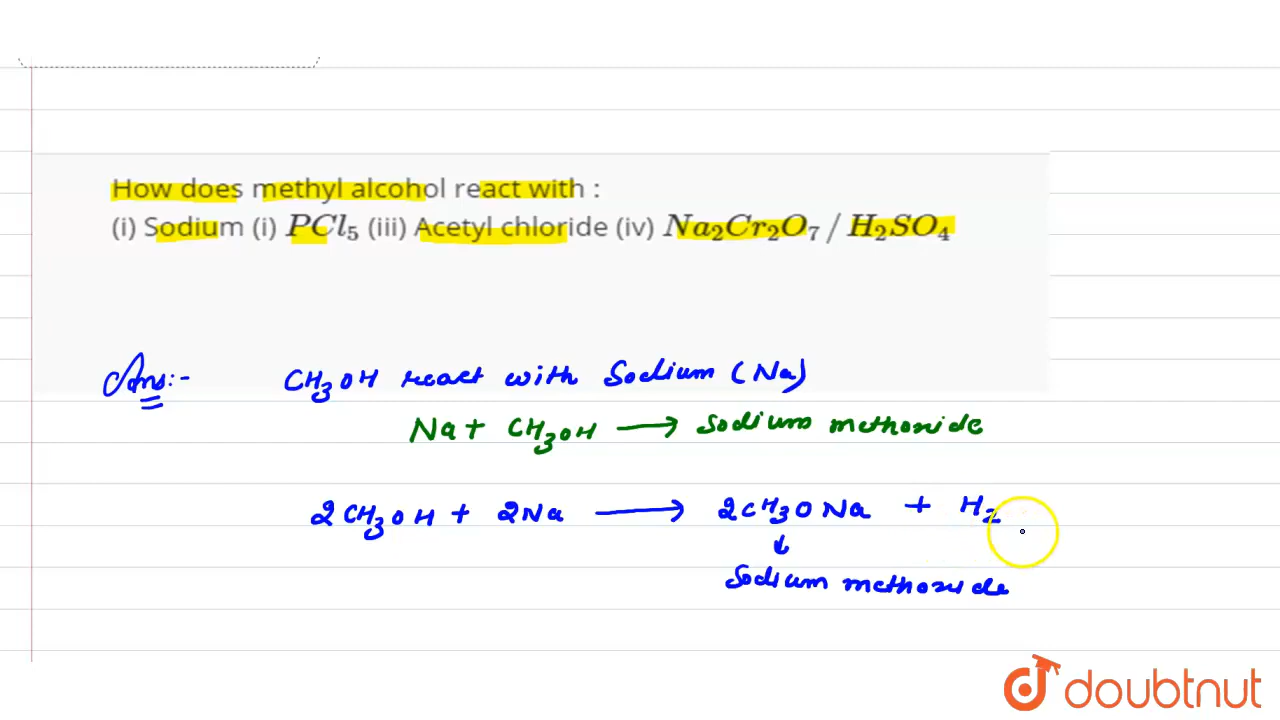 How does methyl alcohol react with :
(i) Sodium (i) PCl₅ (iii) Acetyl chloride (iv) Na₂Cr₂O₇ / H₂SO₄
Ans:- CH₃OH react with Sodium (Na)
Na + CH₃OH → Sodium methoxide
2CH₃OH + 2Na → 2CH₃ONa + H₂
↓
Sodium methoxide
doubtnut